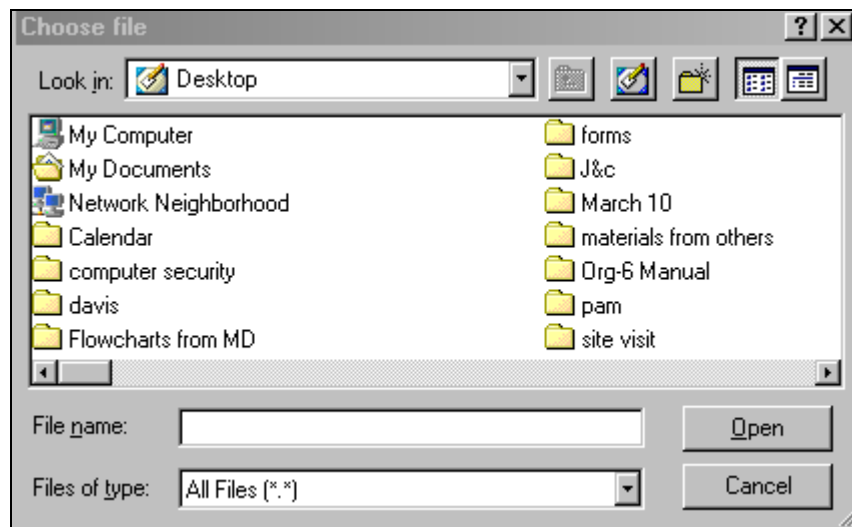 Choose file
Look in: Desktop
My Computer
My Documents
Network Neighborhood
Calendar
computer security
davis
Flowcharts from MD
forms
J&c
March 10
materials from others
Org-6 Manual
pam
site visit
File name:
Open
Files of type: All Files (*.*)
Cancel